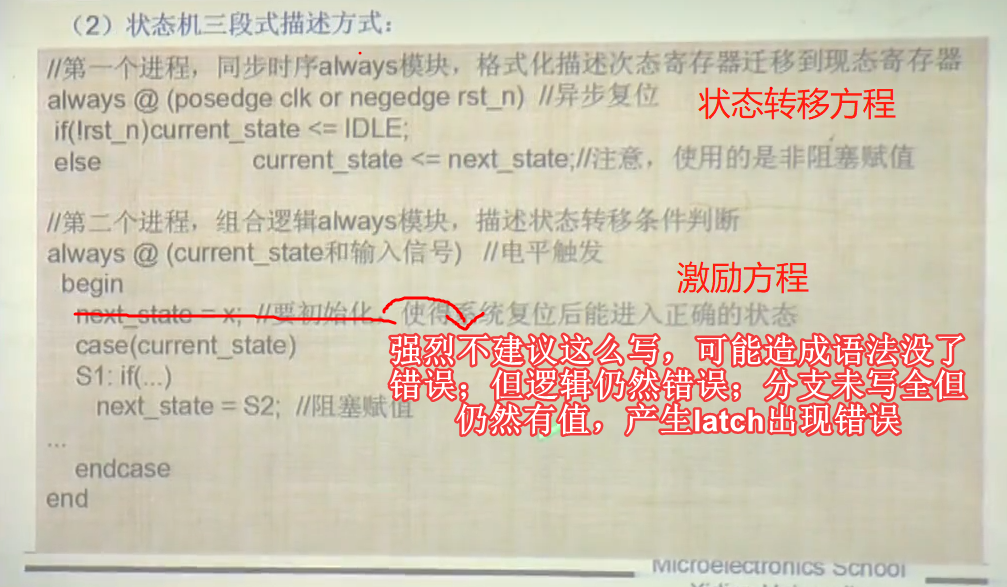 （2）状态机三段式描述方式：
//第一个进程，同步时序always模块，格式化描述次态寄存器迁移到现态寄存器
always @ (posedge clk or negedge rst_n) //异步复位
状态转移方程
if(!rst_n)current_state <= IDLE;
else current_state <= next_state;//注意，使用的是非阻塞赋值
//第二个进程，组合逻辑always模块，描述状态转移条件判断
always @ (current_state和输入信号) //电平触发
激励方程
begin
next_state = x; //要初始化，使得系统复位后能进入正确的状态
case(current_state)
强烈不建议这么写，可能造成语法没了
S1: if(...)
错误；但逻辑仍然错误；分支未写全但
next_state = S2; //阻塞赋值
仍然有值，产生latch出现错误
...
endcase
end
Microelectronics School